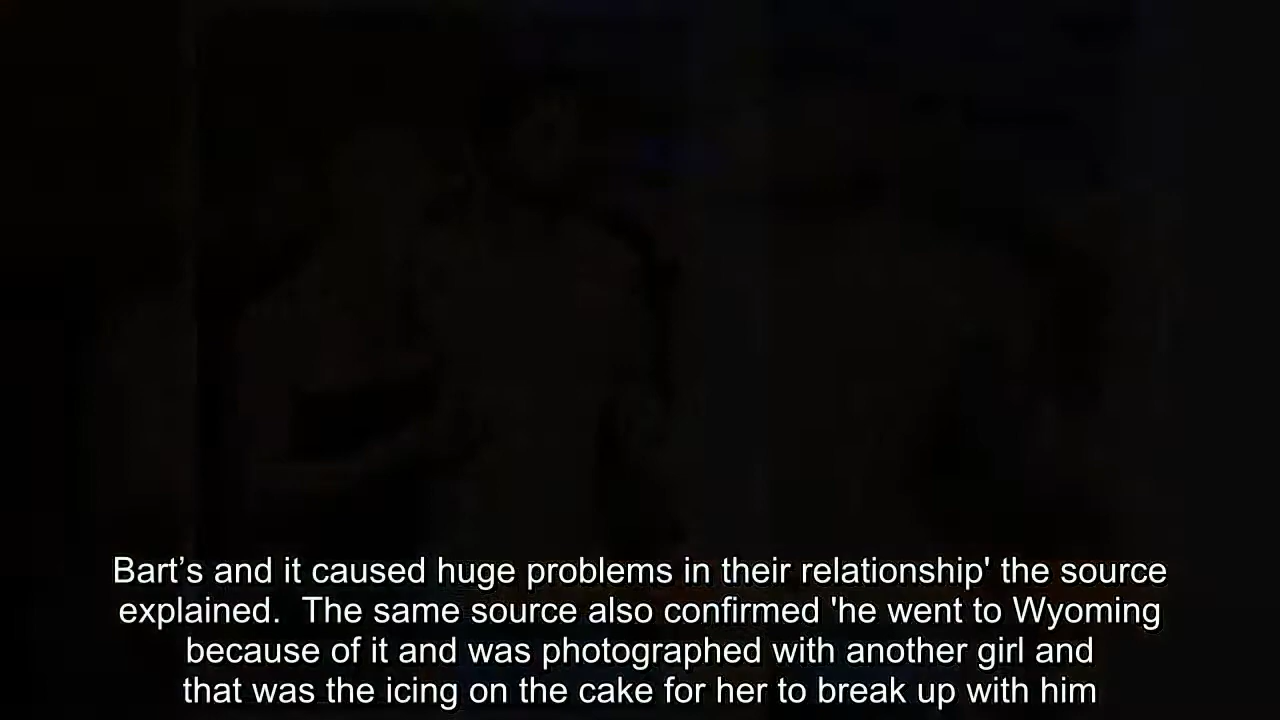 Bart’s and it caused huge problems in their relationship' the source
explained.  The same source also confirmed 'he went to Wyoming
because of it and was photographed with another girl and
that was the icing on the cake for her to break up with him